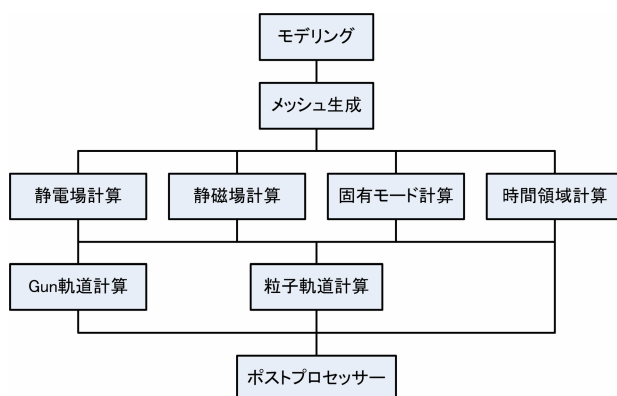 モデリング
メッシュ生成
静電場計算
静磁場計算
固有モード計算
時間領域計算
Gun軌道計算
粒子軌道計算
ポストプロセッサー